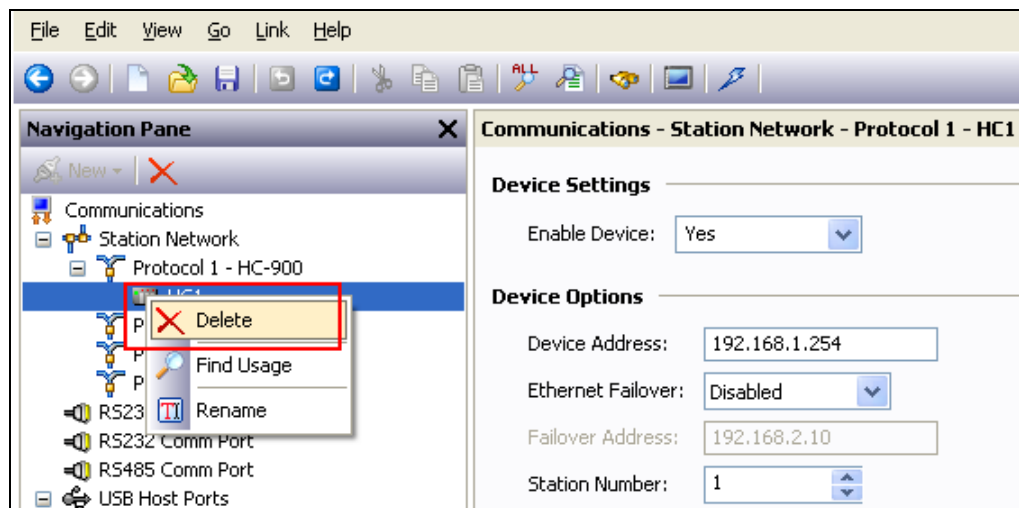 File Edit View Go Link Help
ALL
Navigation Pane
New
Communications
Station Network
Protocol 1 - HC-900
HC1
P
Delete
P
Find Usage
P
RS23
Rename
RS232 Comm Port
RS485 Comm Port
USB Host Ports
Communications - Station Network - Protocol 1 - HC1
Device Settings
Enable Device: Yes
Device Options
Device Address: 192.168.1.254
Ethernet Failover: Disabled
Failover Address: 192.168.2.10
Station Number: 1